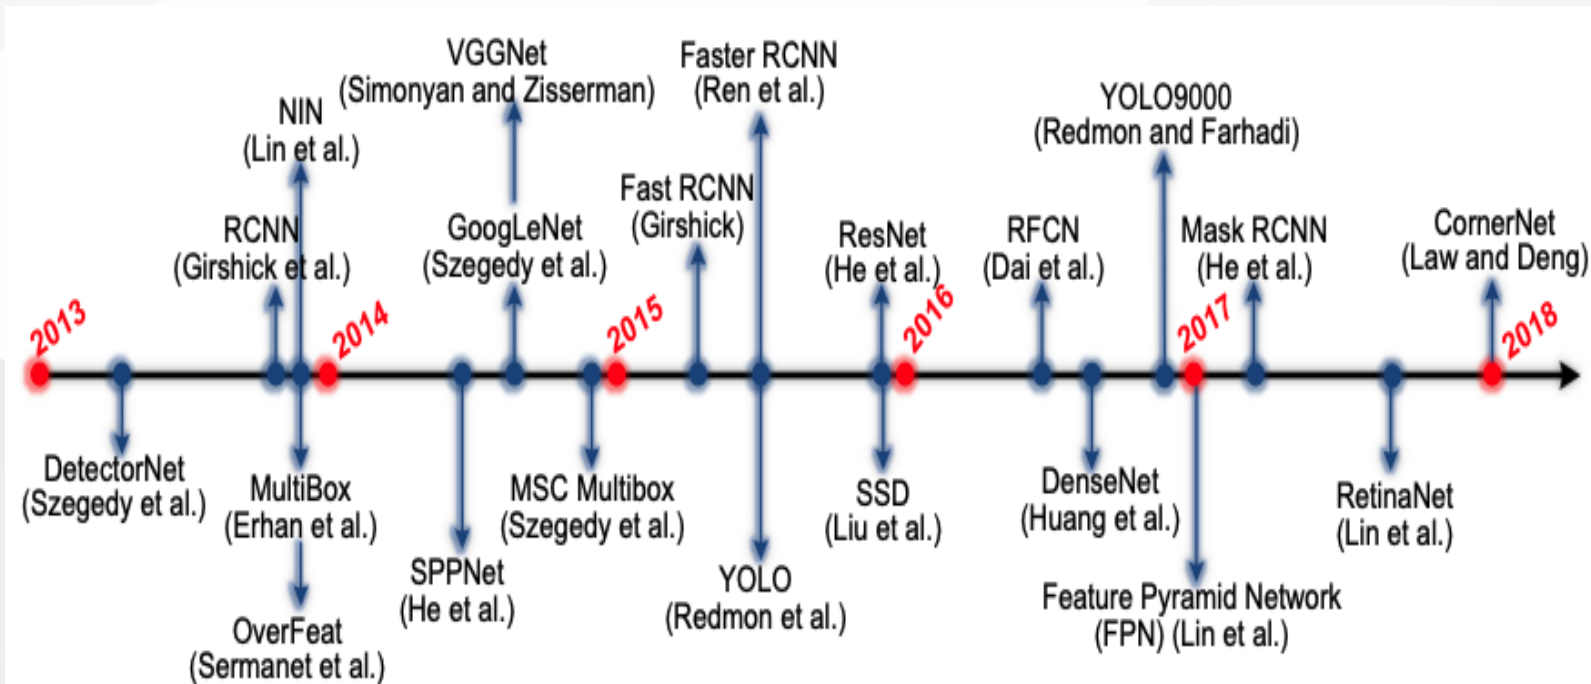 VGGNet
(Simonyan and Zisserman)
Faster RCNN
(Ren et al.)
NIN
(Lin et al.)
YOLO9000
(Redmon and Farhadi)
Fast RCNN
(Girshick)
RCNN
(Girshick et al.)
GoogLeNet
(Szegedy et al.)
ResNet
(He et al.)
RFCN
(Dai et al.)
Mask RCNN
(He et al.)
CornerNet
(Law and Deng)
2013
2014
2015
2016
2017
2018
DetectorNet
(Szegedy et al.)
MultiBox
(Erhan et al.)
MSC Multibox
(Szegedy et al.)
SSD
(Liu et al.)
DenseNet
(Huang et al.)
RetinaNet
(Lin et al.)
SPPNet
(He et al.)
YOLO
(Redmon et al.)
Feature Pyramid Network
(FPN) (Lin et al.)
OverFeat
(Sermanet et al.)